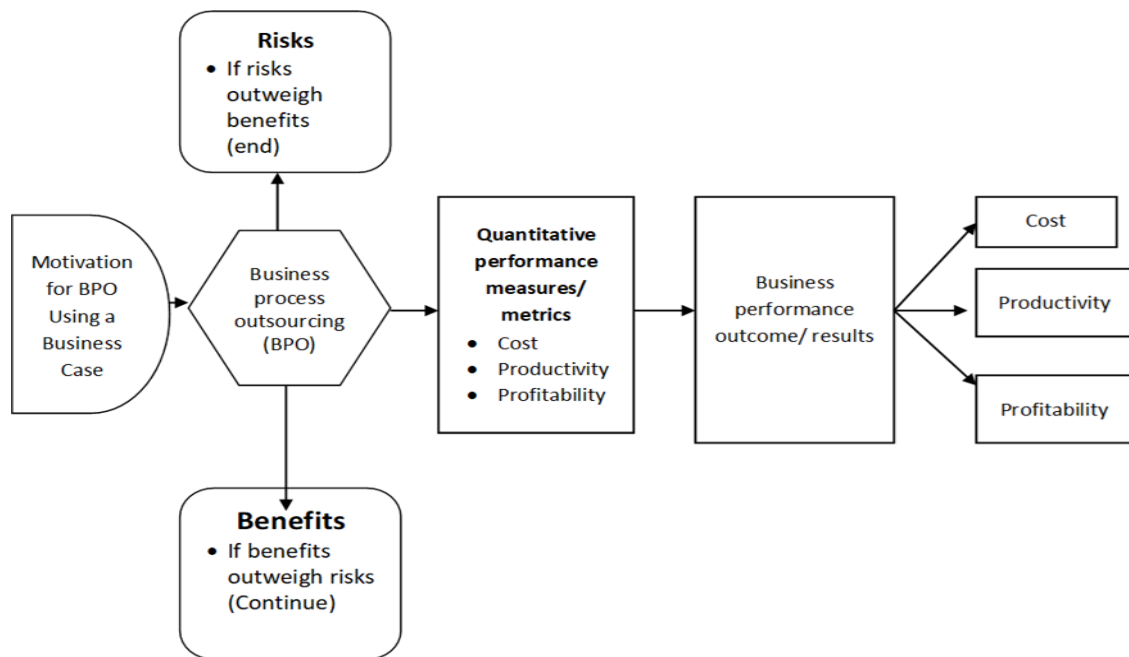 Risks
• If risks
outweigh
benefits
(end)
Motivation
for BPO
Using a
Business
Case
Business
process
outsourcing
(BPO)
Quantitative
performance
measures/
metrics
• Cost
• Productivity
• Profitability
Business
performance
outcome/ results
Cost
Productivity
Profitability
Benefits
• If benefits
outweigh risks
(Continue)